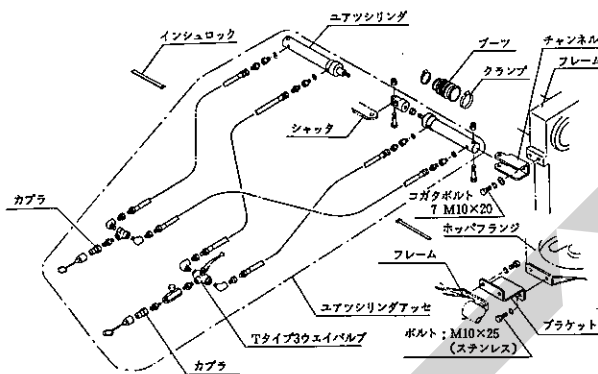 ユアツシリンダ
インシュロック
ブーツ
チャンネル
クランプ
フレーム
シャッタ
カプラ
コガタボルト
7 M10×20
ホッパフランジ
フレーム
ユアツシリンダアッセ
Tタイプ3ウエイバルブ
ボルト；M10×25
（ステンレス）
ブラケット
カプラ